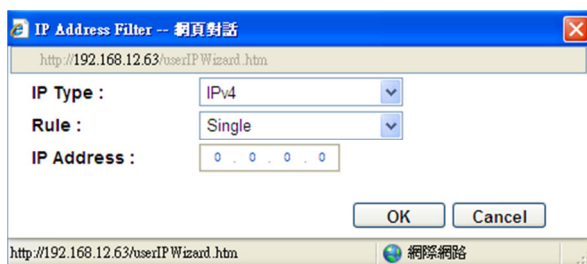 IP Address Filter -- 網頁對話
http://192.168.12.63/userIPWizard.htm
IP Type : IPv4
Rule : Single
IP Address : 0 . 0 . 0 . 0
OK Cancel
http://192.168.12.63/userIPWizard.htm 網際網路